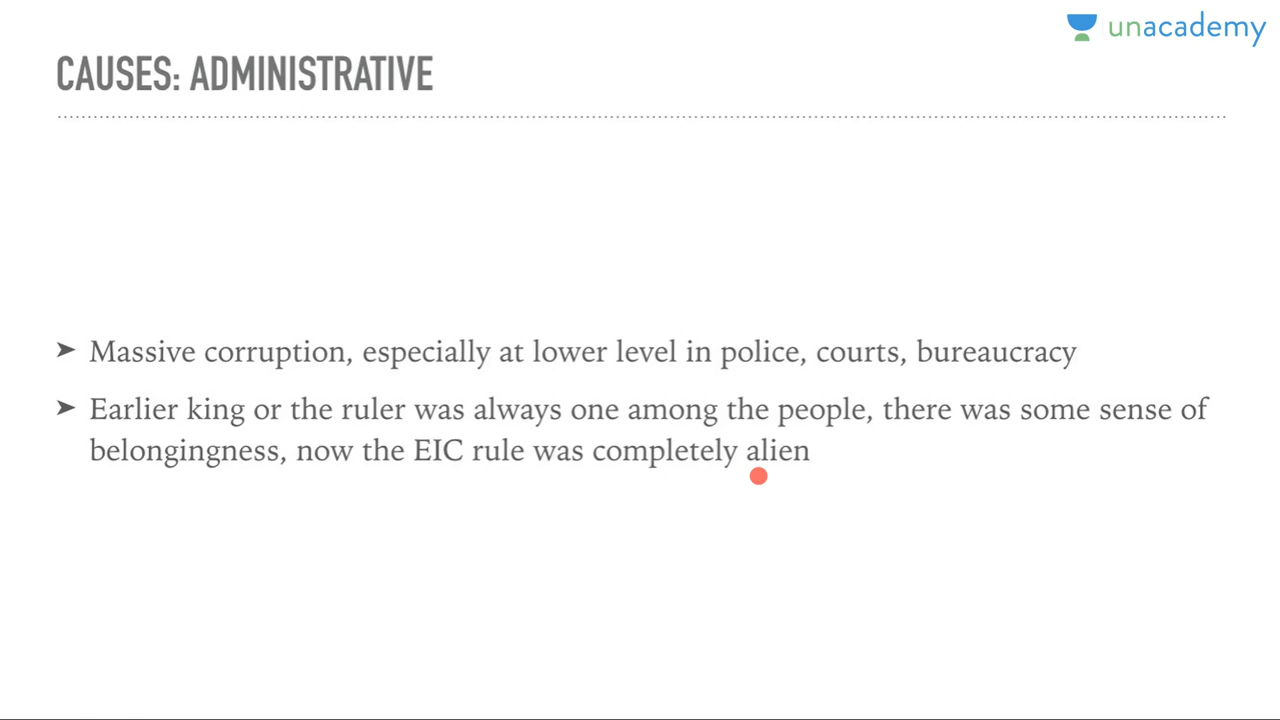 unacademy
CAUSES: ADMINISTRATIVE
➤ Massive corruption, especially at lower level in police, courts, bureaucracy
➤ Earlier king or the ruler was always one among the people, there was some sense of
belongingness, now the EIC rule was completely alien